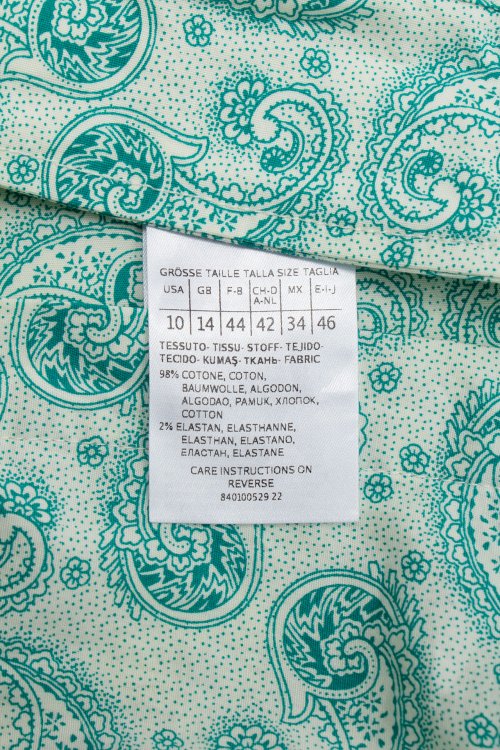 GRÖSSE TAILLE TALLA SIZE TAGLIA
USA GB F-B CH-D A-NL MX E-I-J
10 14 44 42 34 46
TESSUTO- TISSU- STOFF- TEJIDO-
TECIDO- KUMAŞ- ТКАНЬ- FABRIC
98% COTONE, COTON,
BAUMWOLLE, ALGODON,
ALGODAO, PAMUK, ХЛОПОК,
COTTON
2% ELASTAN, ELASTHANNE,
ELASTHAN, ELASTANO,
ЕЛАСТАН, ELASTANE
CARE INSTRUCTIONS ON
REVERSE
840100529 22